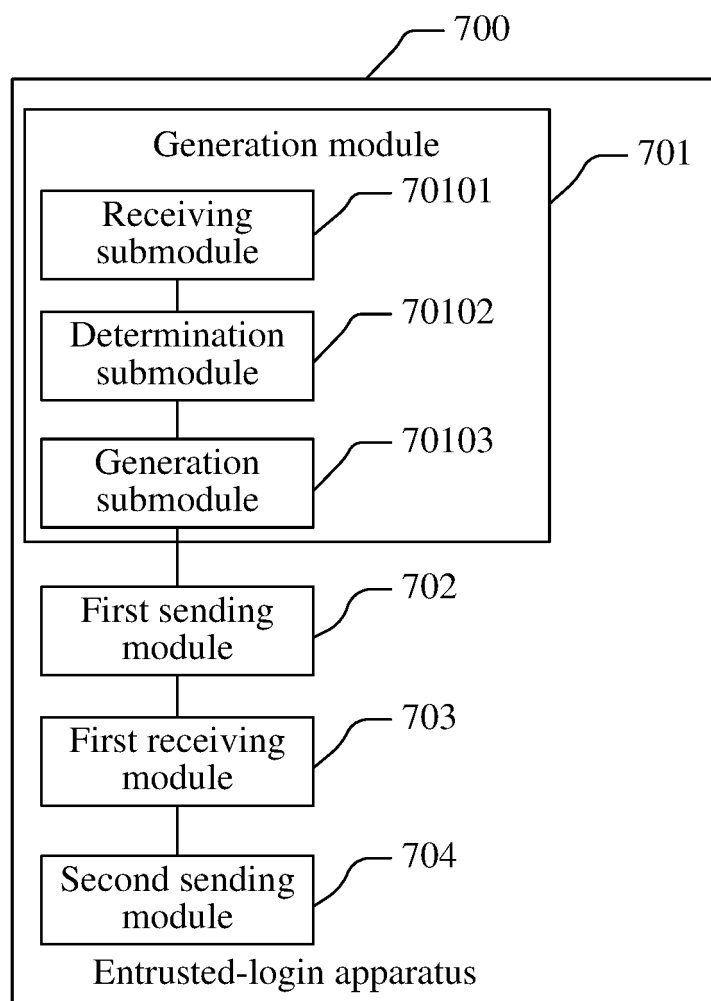 700
Generation module
701
Receiving
submodule
70101
Determination
submodule
70102
Generation
submodule
70103
First sending
module
702
First receiving
module
703
Second sending
module
704
Entrusted-login apparatus